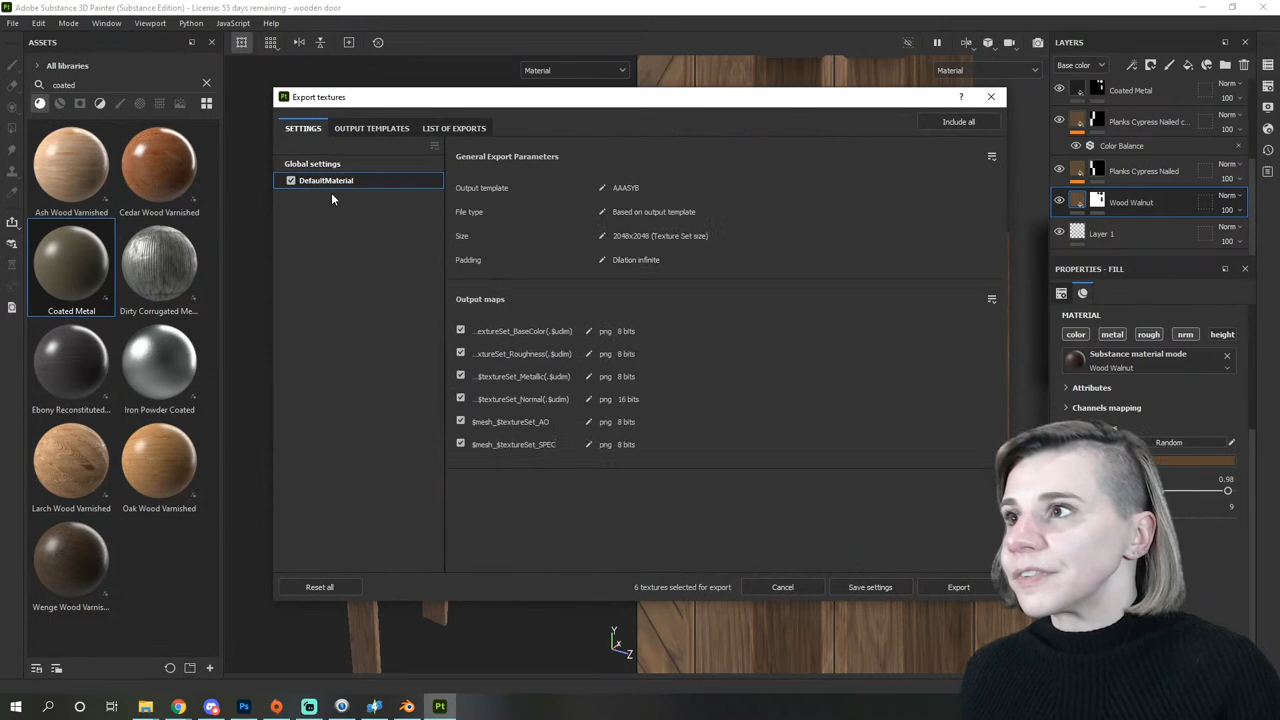 Adobe Substance 3D Painter (Substance Edition) - License: 55 days remaining - wooden door
File Edit Mode Window Viewport Python JavaScript Help
ASSETS
All libraries
coated
Ash Wood Varnished
Cedar Wood Varnished
Coated Metal
Dirty Corrugated Me...
Ebony Reconstituted...
Iron Powder Coated
Larch Wood Varnished
Oak Wood Varnished
Wenge Wood Varnis...
Material
Material
Export textures
?
SETTINGS
OUTPUT TEMPLATES
LIST OF EXPORTS
Include all
Global settings
DefaultMaterial
General Export Parameters
Output template AAASYB
File type Based on output template
Size 2048x2048 (Texture Set size)
Padding Dilation infinite
Output maps
...extureSet_BaseColor(.$udim) png 8 bits
...xtureSet_Roughness(.$udim) png 8 bits
...$textureSet_Metallic(.$udim) png 8 bits
...$textureSet_Normal(.$udim) png 16 bits
$mesh_$textureSet_AO png 8 bits
$mesh_$textureSet_SPEC png 8 bits
Reset all
6 textures selected for export
Cancel
Save settings
Export
Y
X
Z
LAYERS
Base color
Coated Metal
Norm
100
Planks Cypress Nailed c...
Norm
100
Color Balance
Planks Cypress Nailed
Norm
100
Wood Walnut
Norm
100
Layer 1
Norm
100
PROPERTIES - FILL
MATERIAL
color metal rough nrm height
Substance material mode
Wood Walnut
Attributes
Channels mapping
Random
0.98
9
Pt
Ps
Pt